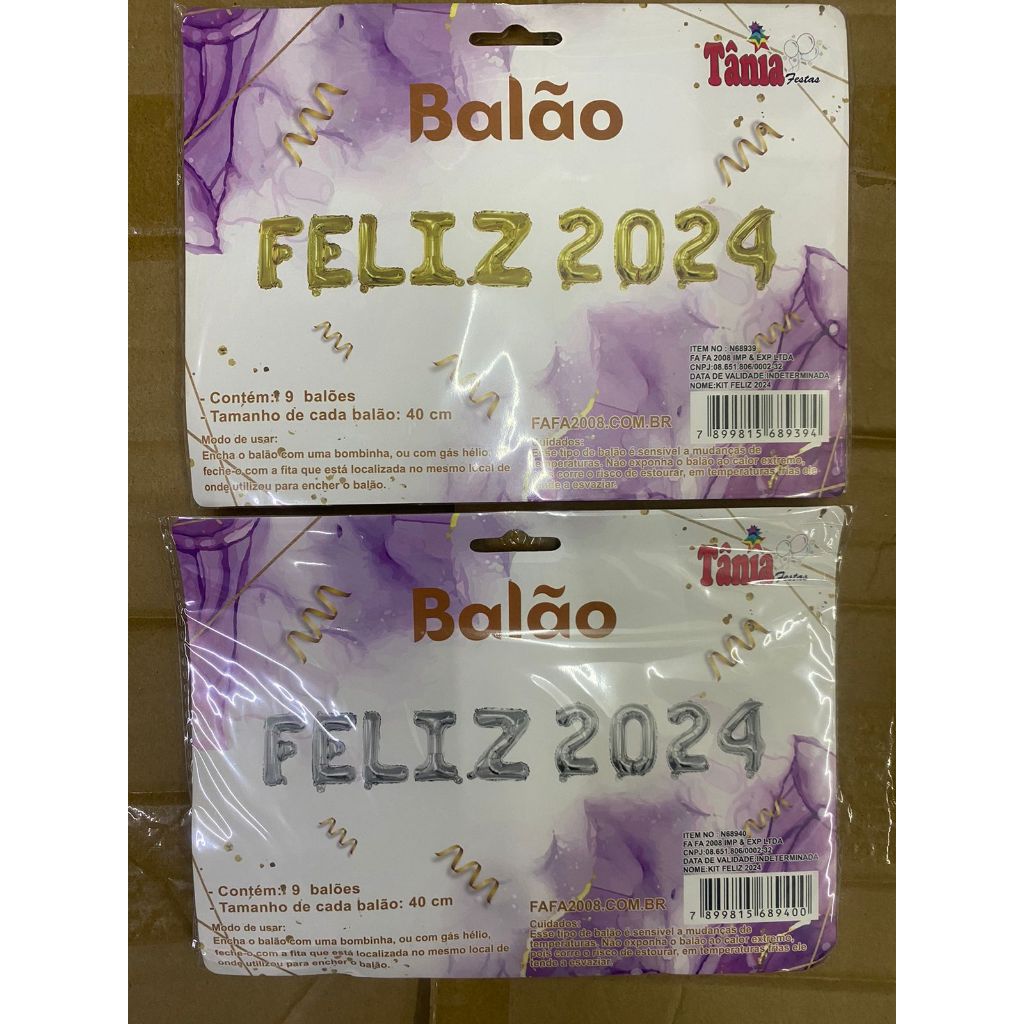 Tânia
Festas
Balão
FELIZ 2024
ITEM NO : N68939
FA FA 2008 IMP & EXP LTDA
CNPJ:08.651.806/0002-32
DATA DE VALIDADE:INDETERMINADA
NOME:KIT FELIZ 2024
7 899815 689394
- Contém: 9 balões
- Tamanho de cada balão: 40 cm
Modo de usar:
Encha o balão com uma bombinha, ou com gás hélio,
feche-o com a fita que está localizada no mesmo local de
onde utilizou para encher o balão.
FAFA2008.COM.BR
Cuidados:
Esse tipo de balão é sensivel a mudanças de
temperaturas. Não exponha o balão ao calor extremo,
pois corre o risco de estourar, em temperaturas frias ele
tende a esvaziar.
Tânia
Festas
Balão
FELIZ 2024
ITEM NO : N68940
FA FA 2008 IMP & EXP LTDA
CNPJ:08.651.806/0002-32
DATA DE VALIDADE:INDETERMINADA
NOME:KIT FELIZ 2024
7 899815 689400
- Contém: 9 balões
- Tamanho de cada balão: 40 cm
Modo de usar:
Encha o balão com uma bombinha, ou com gás hélio,
feche-o com a fita que está localizada no mesmo local de
onde utilizou para encher o balão.
FAFA2008.COM.BR
Cuidados:
Esse tipo de balão é sensivel a mudanças de
temperaturas. Não exponha o balão ao calor extremo,
pois corre o risco de estourar, em temperaturas frias ele
tende a esvaziar.